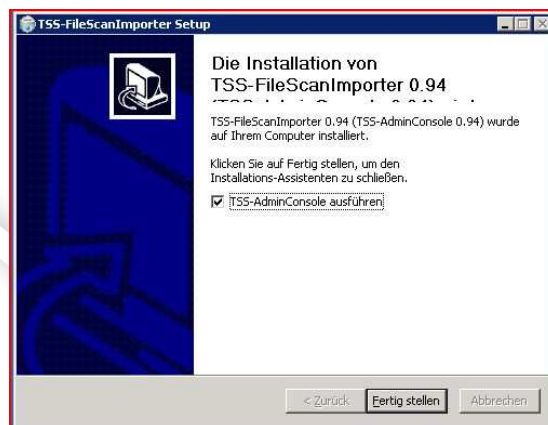 TSS-FileScanImporter Setup
Die Installation von
TSS-FileScanImporter 0.94
TSS-FileScanImporter 0.94 (TSS-AdminConsole 0.94) wurde
auf Ihrem Computer installiert.
Klicken Sie auf Fertig stellen, um den
Installations-Assistenten zu schließen.
TSS-AdminConsole ausführen
< Zurück
Fertig stellen
Abbrechen